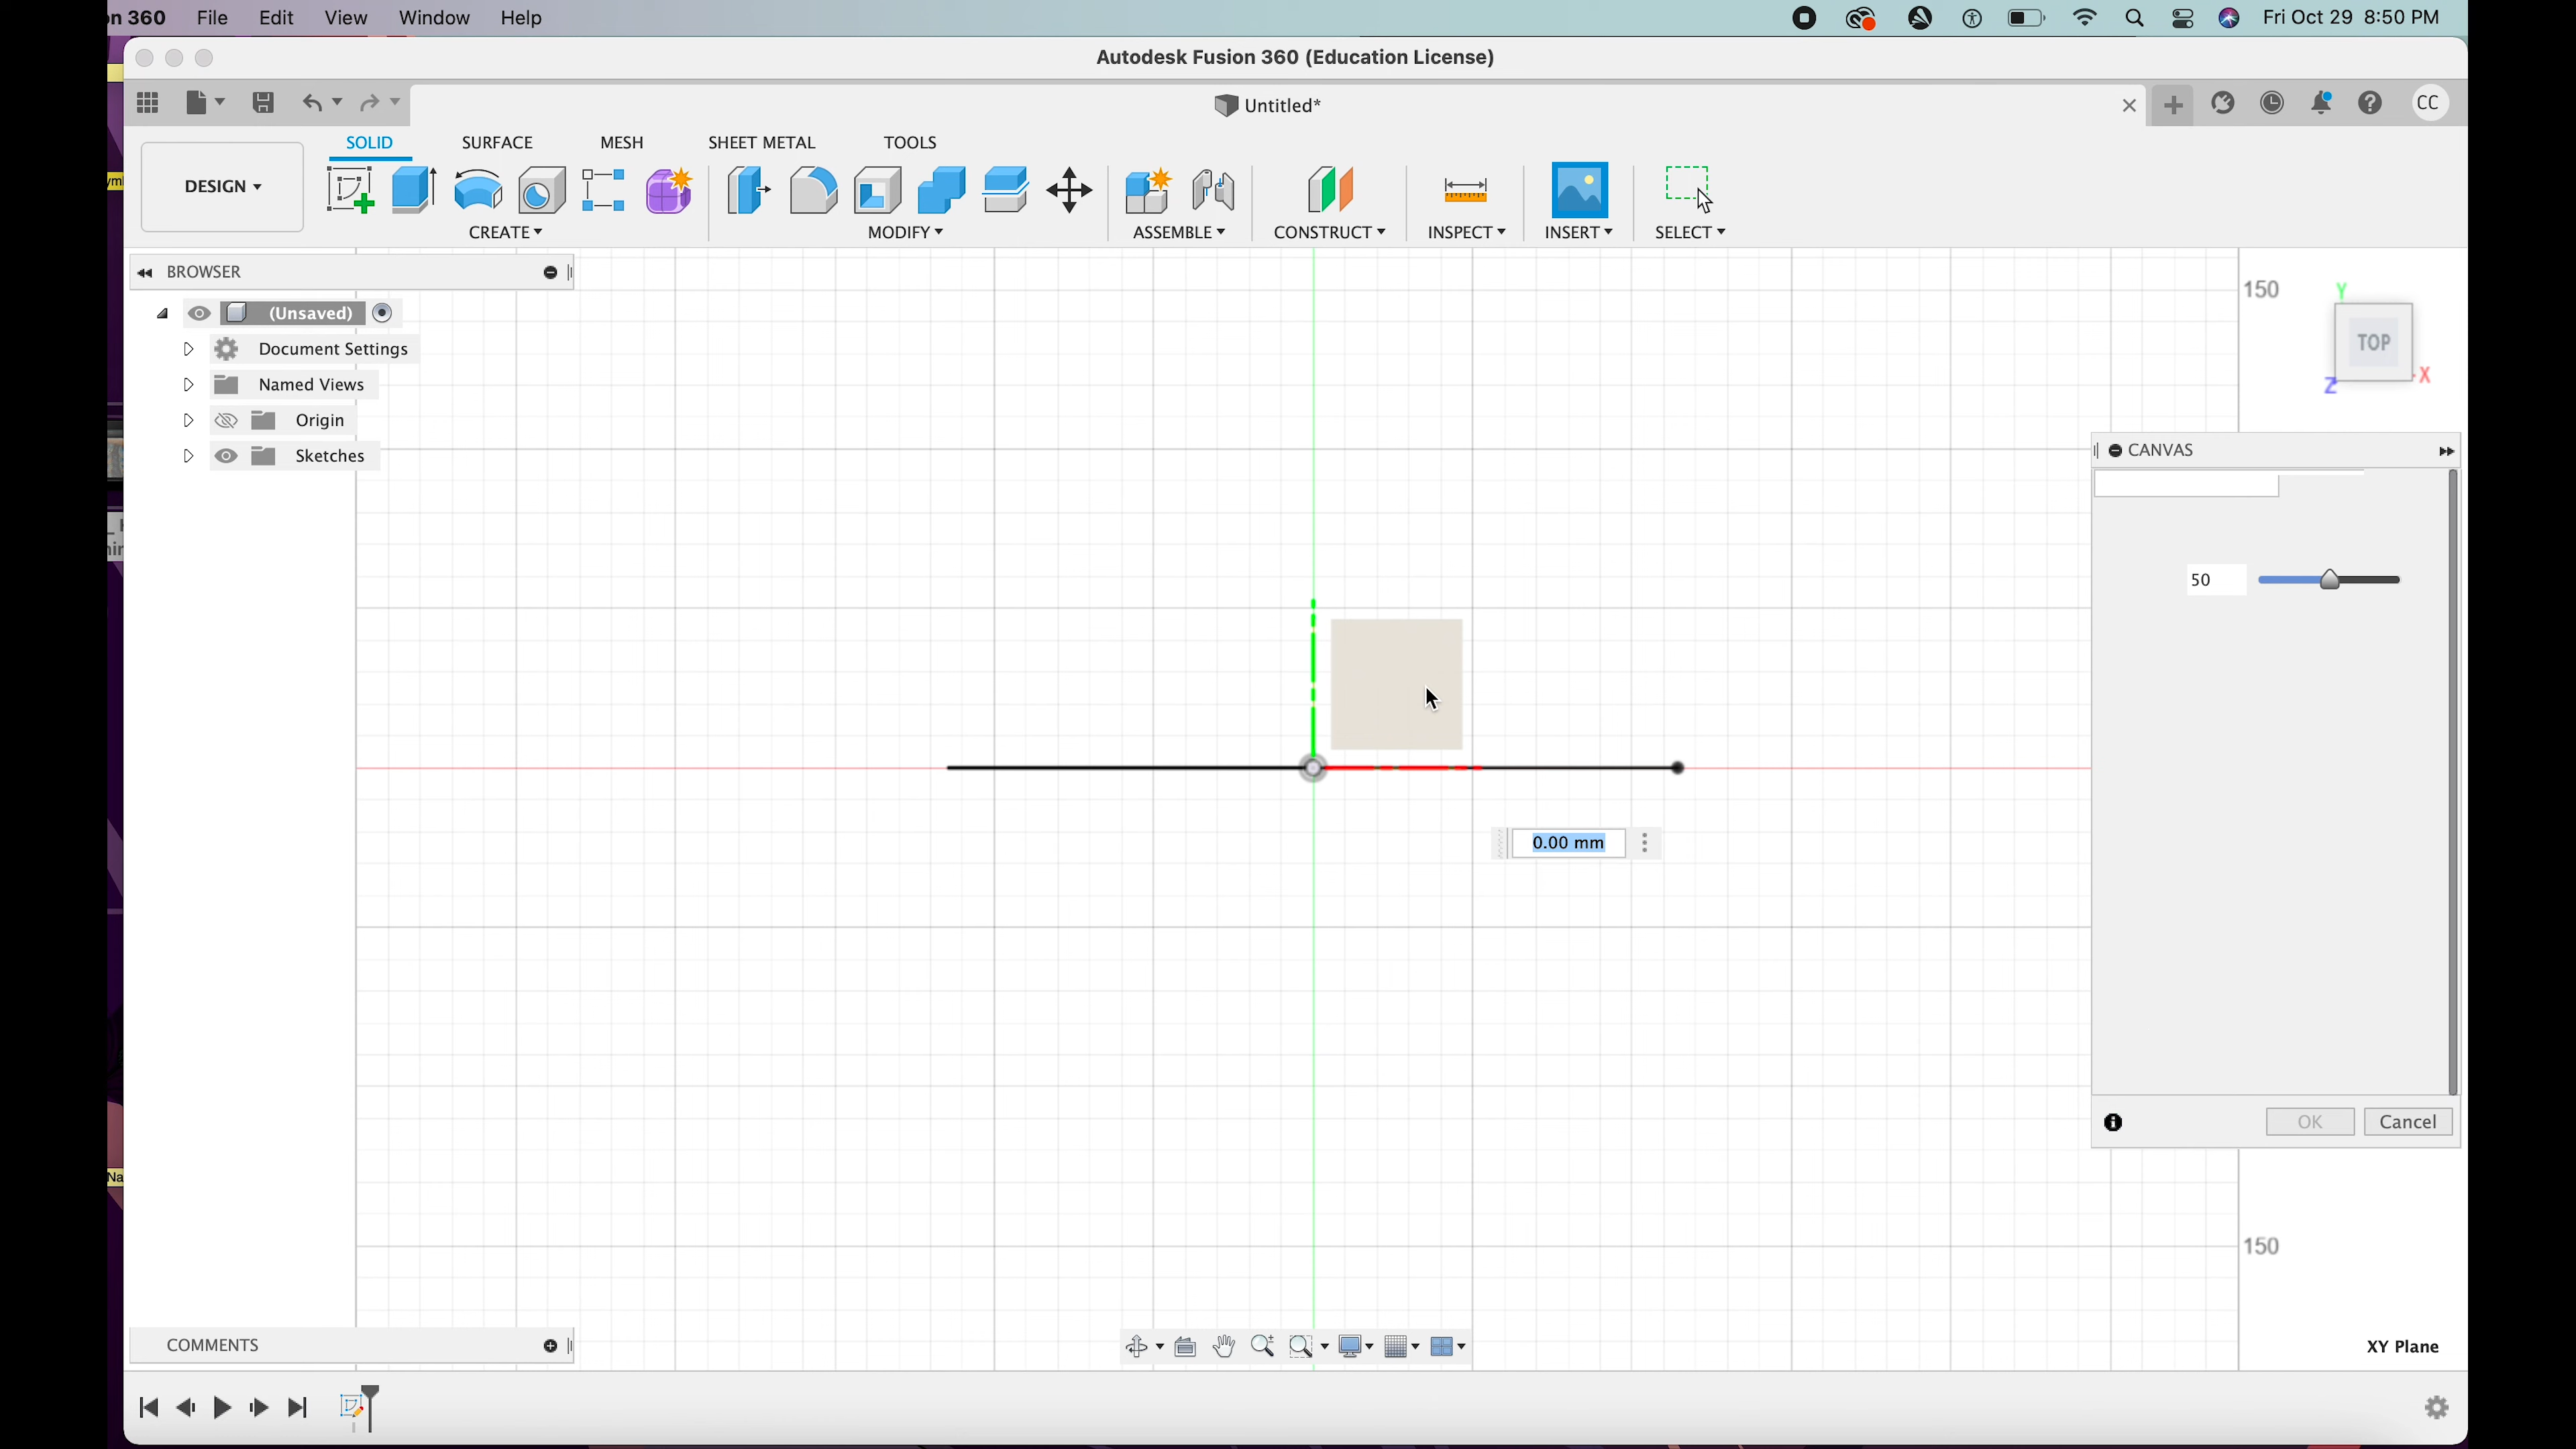 on 360 File Edit View Window Help Fri Oct 29 8:50 PM
Autodesk Fusion 360 (Education License)
Untitled* CC
SOLID SURFACE MESH SHEET METAL TOOLS
DESIGN
CREATE MODIFY ASSEMBLE CONSTRUCT INSPECT INSERT SELECT
BROWSER
(Unsaved)
Document Settings
Named Views
Origin
Sketches
150
Y
TOP
X
Z
CANVAS
50
0.00 mm
OK Cancel
150
COMMENTS
XY Plane
Na